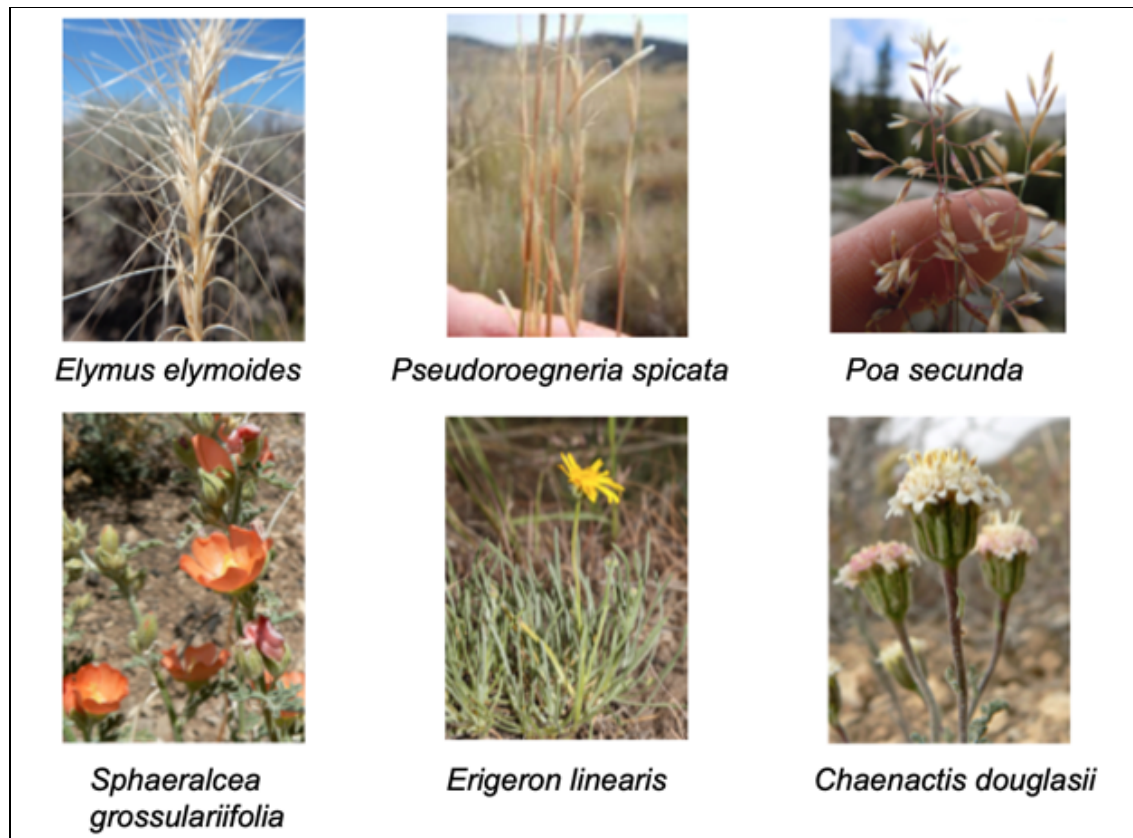 Elymus elymoides
Pseudoroegneria spicata
Poa secunda
Sphaeralcea
grossulariifolia
Erigeron linearis
Chaenactis douglasii